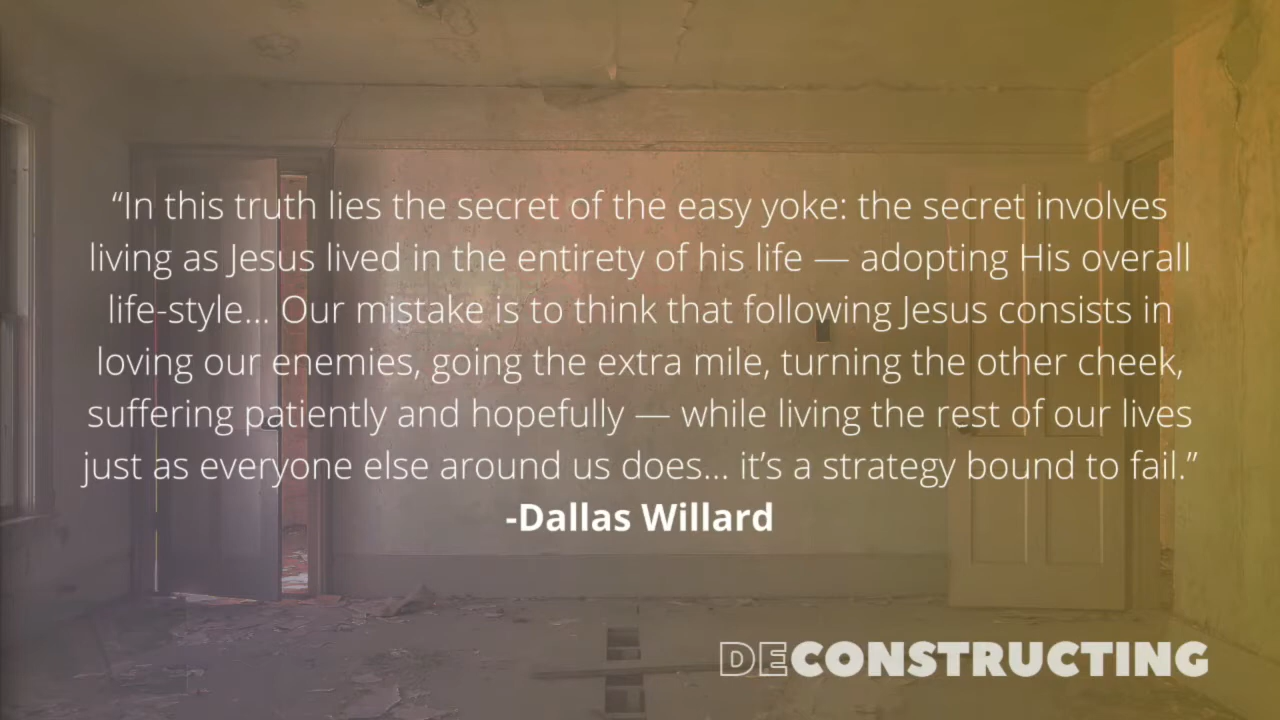 “In this truth lies the secret of the easy yoke: the secret involves
living as Jesus lived in the entirety of his life — adopting His overall
life-style... Our mistake is to think that following Jesus consists in
loving our enemies, going the extra mile, turning the other cheek,
suffering patiently and hopefully — while living the rest of our lives
just as everyone else around us does... it’s a strategy bound to fail.”
-Dallas Willard
DECONSTRUCTING